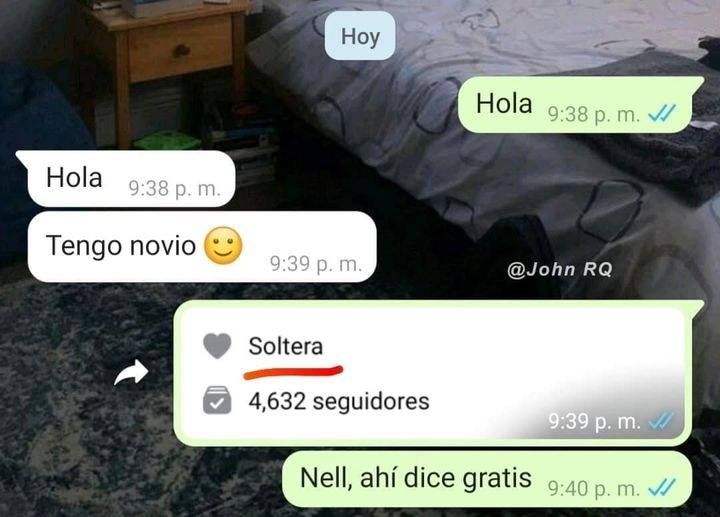 Hoy
Hola 9:38 p. m.
Hola 9:38 p. m.
Tengo novio 🙂 9:39 p. m.
@John RQ
Soltera
4,632 seguidores
9:39 p. m.
Nell, ahí dice gratis 9:40 p. m.